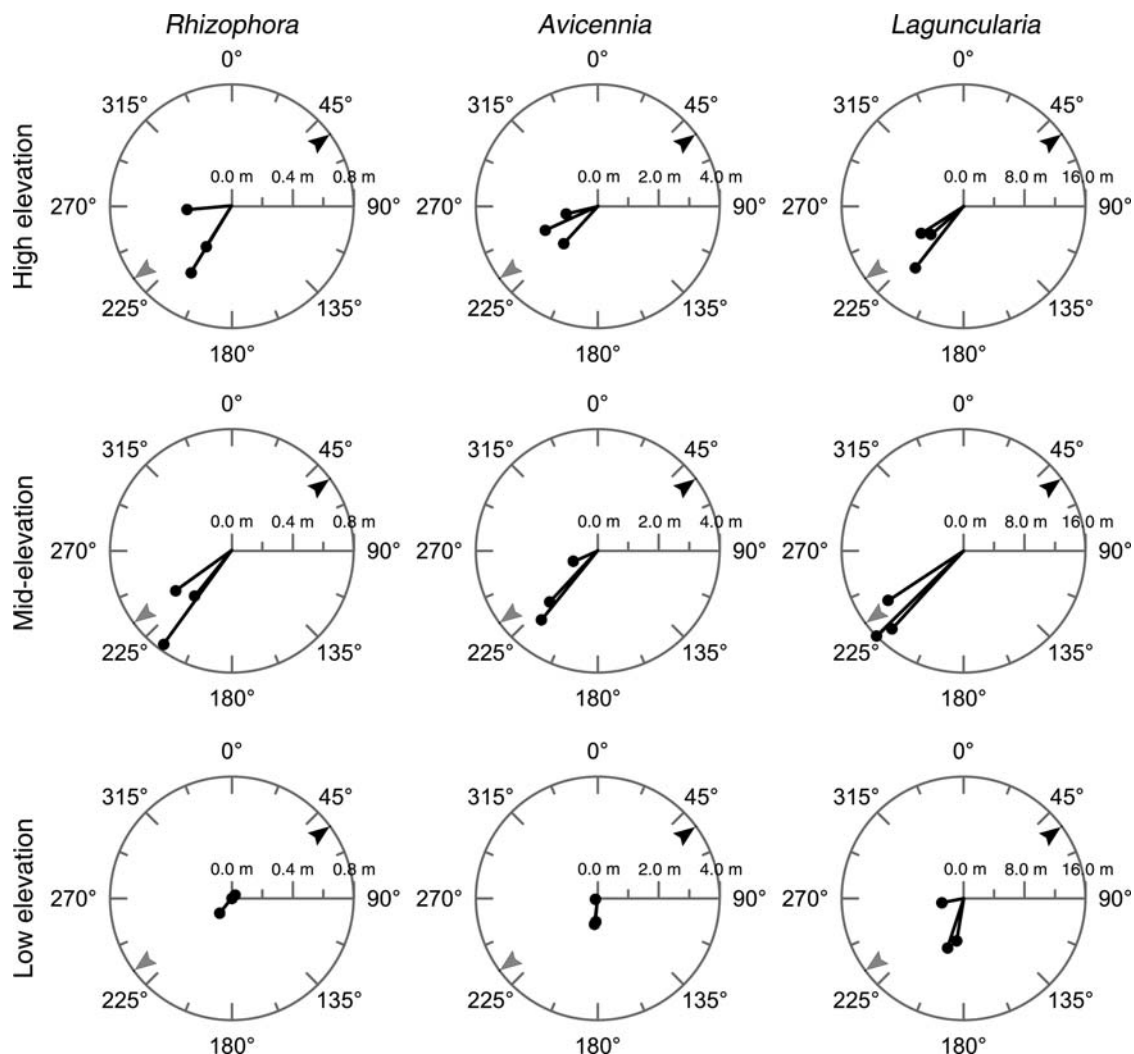 Rhizophora Avicennia Laguncularia
High elevation
0° 0° 0°
315° 45° 315° 45° 315° 45°
0.0 m 0.4 m 0.8 m 0.0 m 2.0 m 4.0 m 0.0 m 8.0 m 16.0 m
270° 90° 270° 90° 270° 90°
225° 135° 225° 135° 225° 135°
180° 180° 180°
Mid-elevation
0° 0° 0°
315° 45° 315° 45° 315° 45°
0.0 m 0.4 m 0.8 m 0.0 m 2.0 m 4.0 m 0.0 m 8.0 m 16.0 m
270° 90° 270° 90° 270° 90°
225° 135° 225° 135° 225° 135°
180° 180° 180°
Low elevation
0° 0° 0°
315° 45° 315° 45° 315° 45°
0.0 m 0.4 m 0.8 m 0.0 m 2.0 m 4.0 m 0.0 m 8.0 m 16.0 m
270° 90° 270° 90° 270° 90°
225° 135° 225° 135° 225° 135°
180° 180° 180°